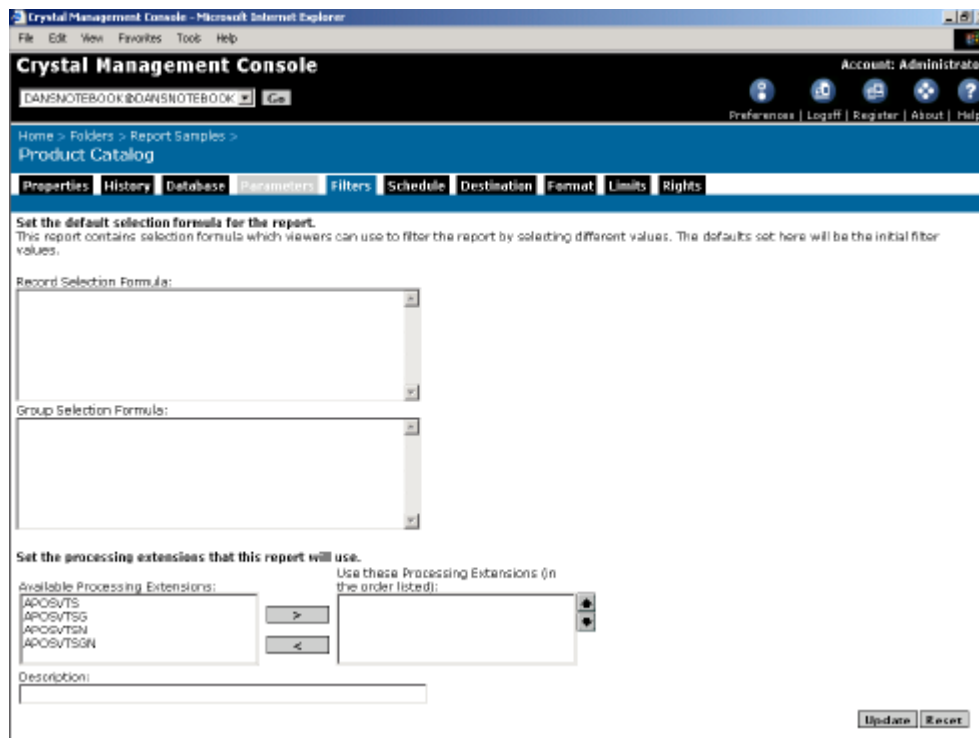 Crystal Management Console - Microsoft Internet Explorer
File Edit View Favorites Tools Help
Crystal Management Console
Account: Administrato
DANSNOTEBOOK@DANSNOTEBOOK Go
Preferences | Logoff | Register | About | Help
Home > Folders > Report Samples >
Product Catalog
Properties History Database Parameters Filters Schedule Destination Format Limits Rights
Set the default selection formula for the report.
This report contains selection formula which viewers can use to filter the report by selecting different values. The defaults set here will be the initial filter
values.
Record Selection Formula:
Group Selection Formula:
Set the processing extensions that this report will use.
Available Processing Extensions:
Use these Processing Extensions (in
the order listed):
APOSVTS
APOSVTSG
APOSVTSN
APOSVTSGN
>
<
Description:
Update Reset